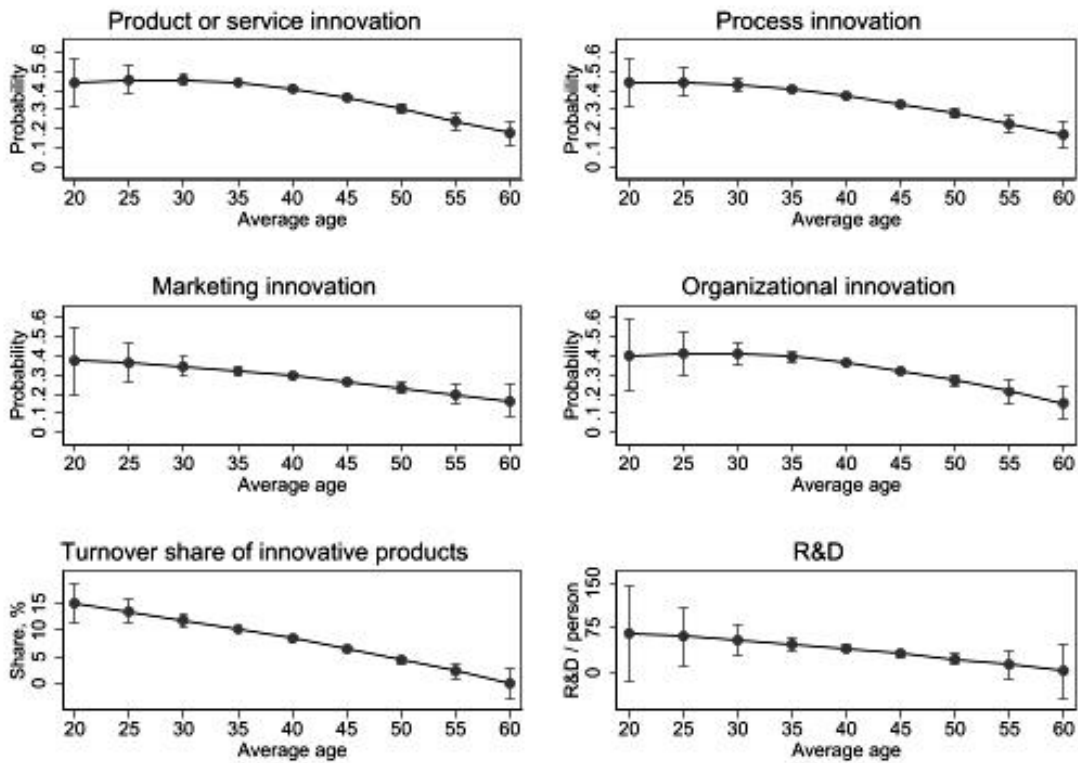 Product or service innovation
Probability
0 .1 .2 .3 .4 .5 .6
20 25 30 35 40 45 50 55 60
Average age
Process innovation
Probability
0 .1 .2 .3 .4 .5 .6
20 25 30 35 40 45 50 55 60
Average age
Marketing innovation
Probability
0 .1 .2 .3 .4 .5 .6
20 25 30 35 40 45 50 55 60
Average age
Organizational innovation
Probability
0 .1 .2 .3 .4 .5 .6
20 25 30 35 40 45 50 55 60
Average age
Turnover share of innovative products
Share, %
0 5 10 15
20 25 30 35 40 45 50 55 60
Average age
R&D
R&D / person
0 75 150
20 25 30 35 40 45 50 55 60
Average age